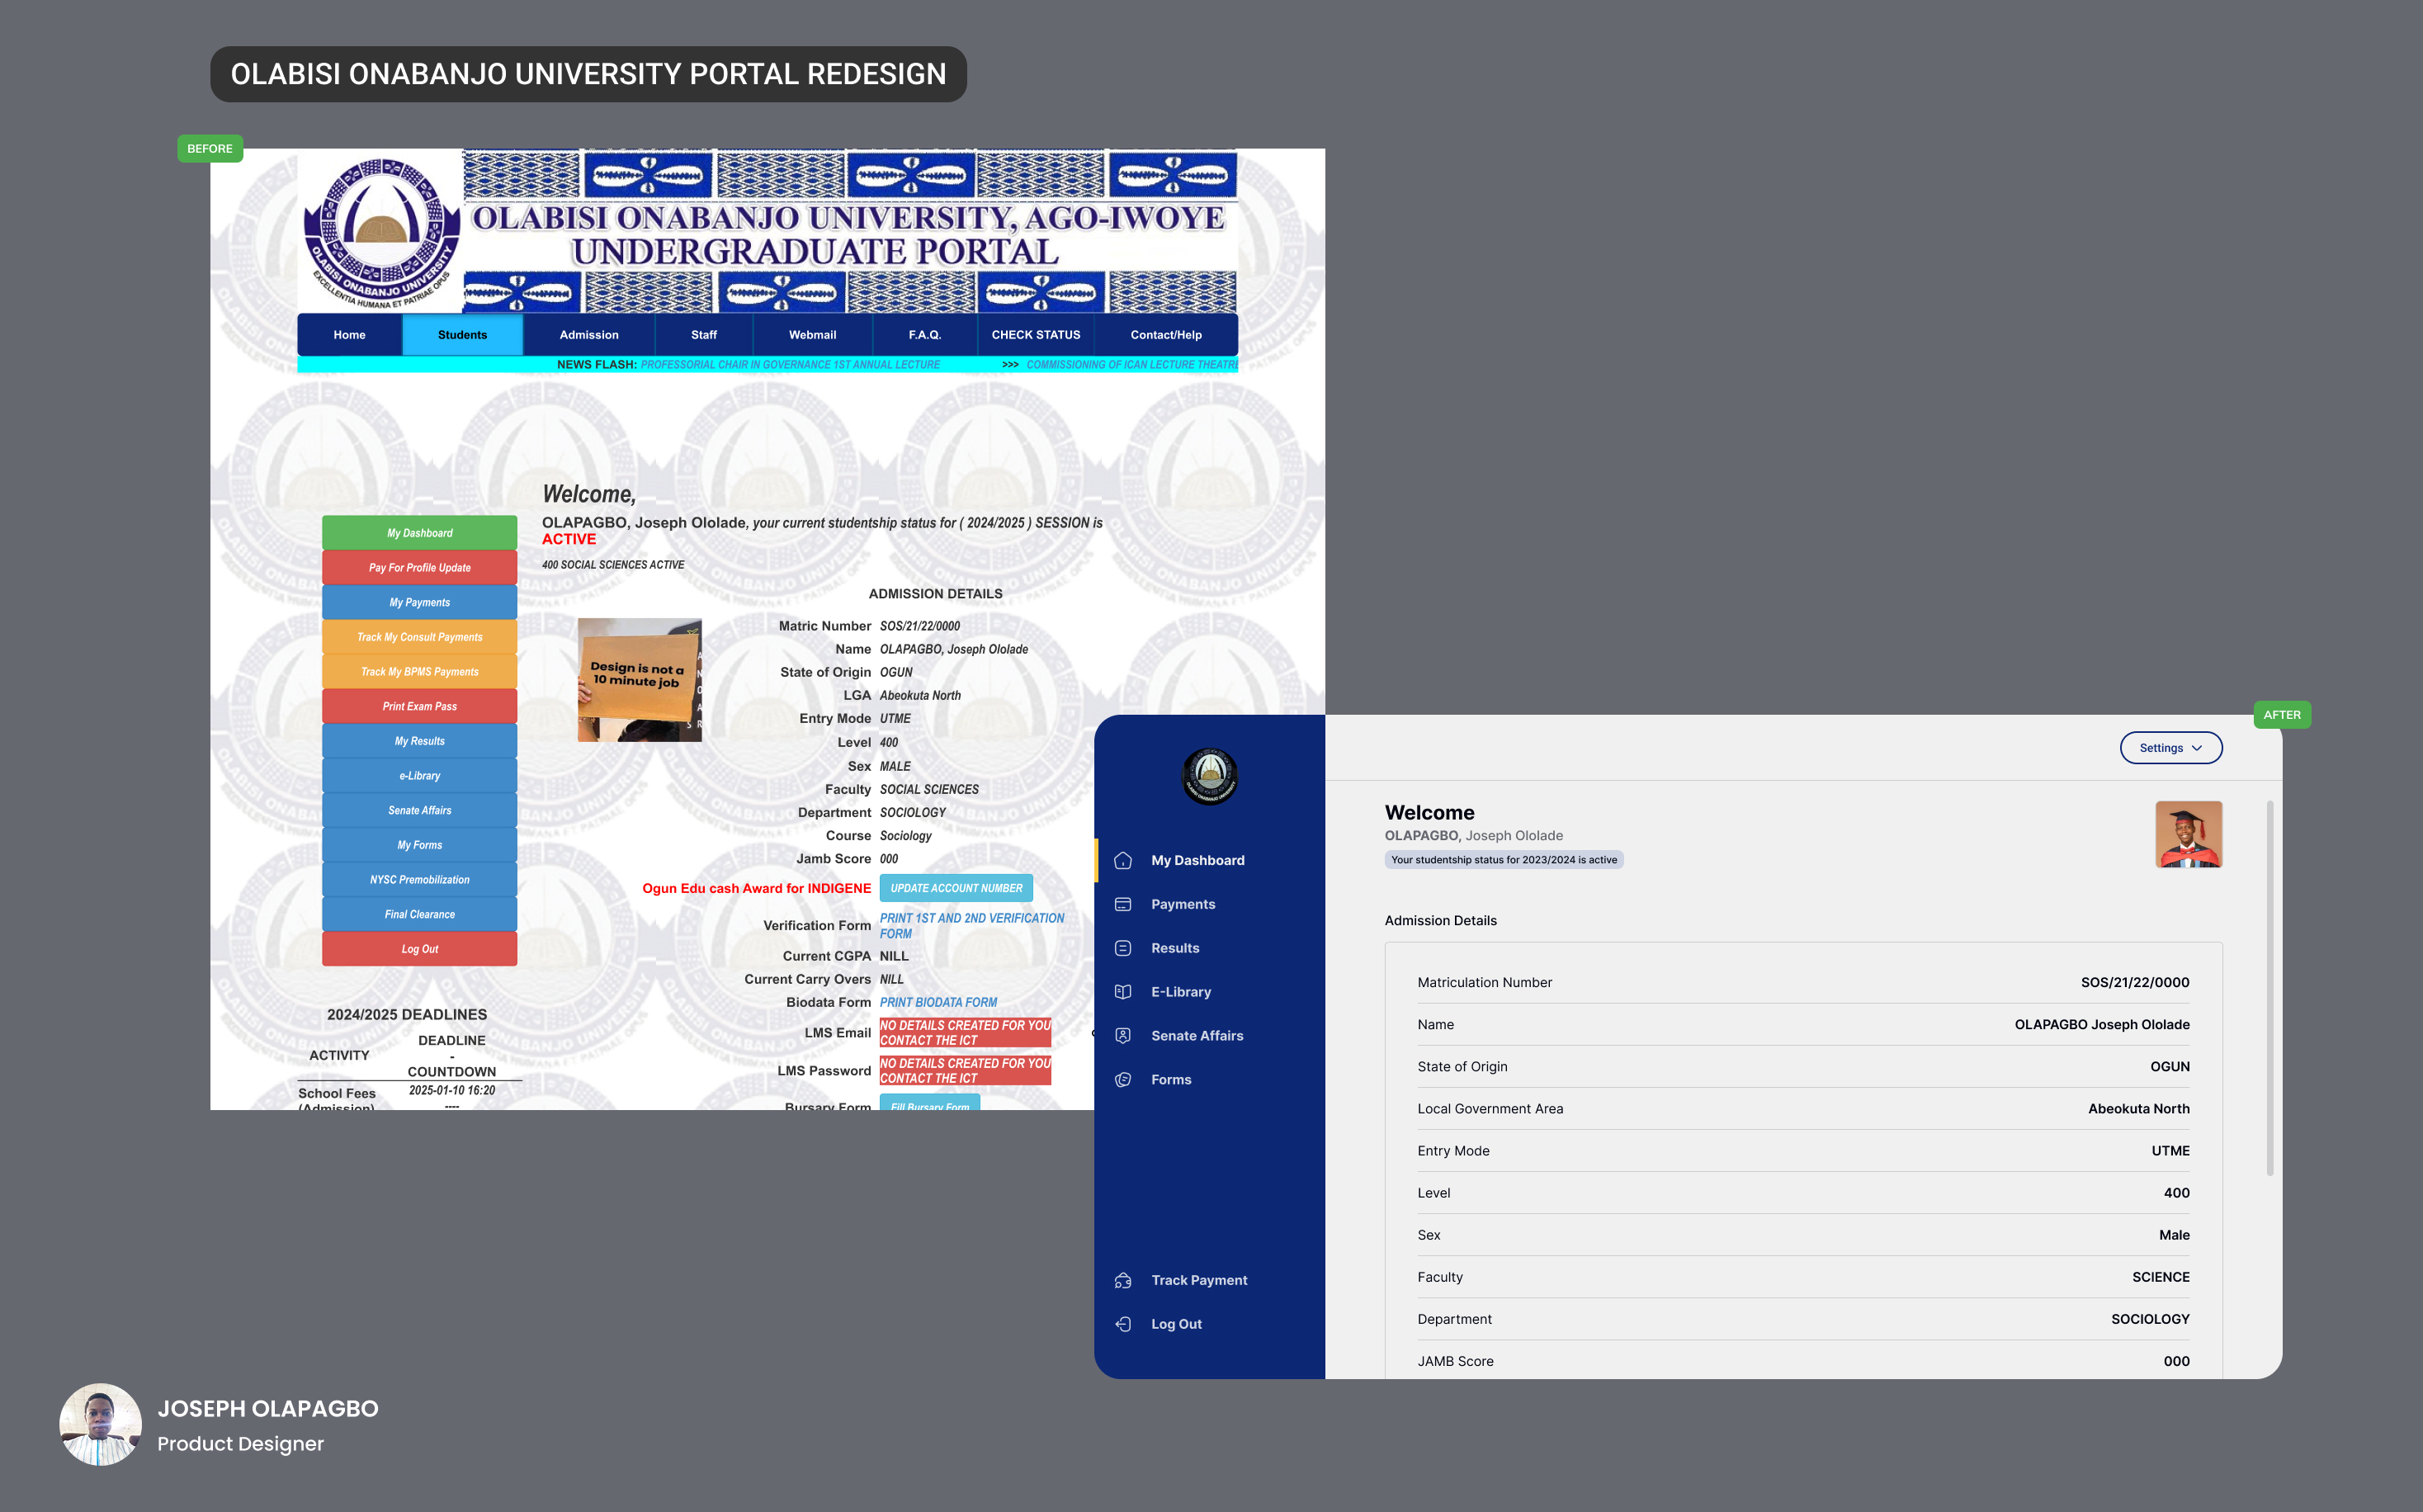 OLABISI ONABANJO UNIVERSITY PORTAL REDESIGN
BEFORE
OLABISI ONABANJO UNIVERSITY
EXCELLENTIA HUMANA ET PATRIAE OPUS
OLABISI ONABANJO UNIVERSITY, AGO-IWOYE
UNDERGRADUATE PORTAL
Home Students Admission Staff Webmail F.A.Q. CHECK STATUS Contact/Help
NEWS FLASH: PROFESSORIAL CHAIR IN GOVERNANCE 1ST ANNUAL LECTURE >>> COMMISSIONING OF ICAN LECTURE THEATRE
My Dashboard
Pay For Profile Update
My Payments
Track My Consult Payments
Track My BPMS Payments
Print Exam Pass
My Results
e-Library
Senate Affairs
My Forms
NYSC Premobilization
Final Clearance
Log Out
2024/2025 DEADLINES
ACTIVITY
DEADLINE
-
COUNTDOWN
School Fees
(Admission)
2025-01-10 16:20
----
Welcome,
OLAPAGBO, Joseph Ololade, your current studentship status for ( 2024/2025 ) SESSION is
ACTIVE
400 SOCIAL SCIENCES ACTIVE
Design is not a
10 minute job
ADMISSION DETAILS
Matric Number SOS/21/22/0000
Name OLAPAGBO, Joseph Ololade
State of Origin OGUN
LGA Abeokuta North
Entry Mode UTME
Level 400
Sex MALE
Faculty SOCIAL SCIENCES
Department SOCIOLOGY
Course Sociology
Jamb Score 000
Ogun Edu cash Award for INDIGENE UPDATE ACCOUNT NUMBER
Verification Form PRINT 1ST AND 2ND VERIFICATION
FORM
Current CGPA NILL
Current Carry Overs NILL
Biodata Form PRINT BIODATA FORM
LMS Email NO DETAILS CREATED FOR YOU
CONTACT THE ICT
LMS Password NO DETAILS CREATED FOR YOU
CONTACT THE ICT
Bursary Form Fill Bursary Form
AFTER
My Dashboard
Payments
Results
E-Library
Senate Affairs
Forms
Track Payment
Log Out
Settings
Welcome
OLAPAGBO, Joseph Ololade
Your studentship status for 2023/2024 is active
Admission Details
Matriculation Number SOS/21/22/0000
Name OLAPAGBO Joseph Ololade
State of Origin OGUN
Local Government Area Abeokuta North
Entry Mode UTME
Level 400
Sex Male
Faculty SCIENCE
Department SOCIOLOGY
JAMB Score 000
JOSEPH OLAPAGBO
Product Designer